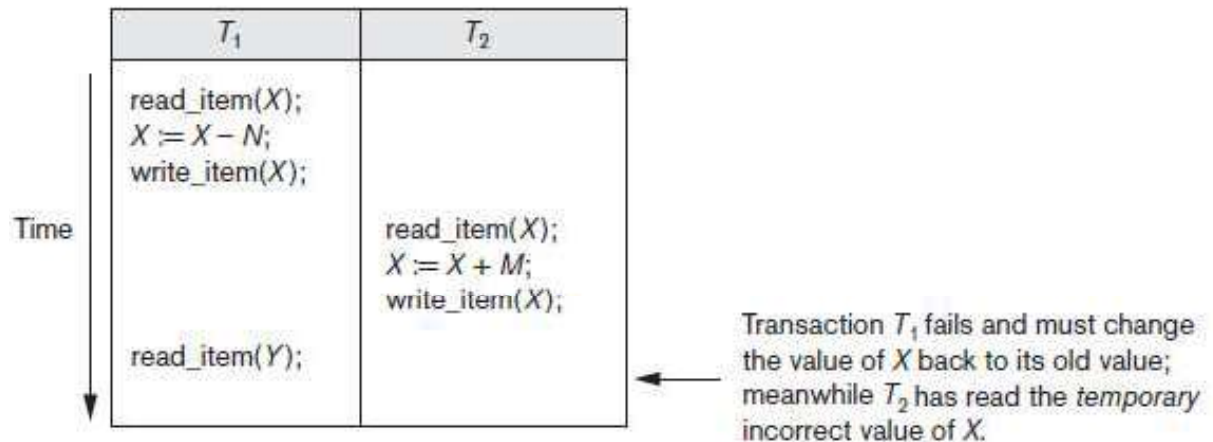 T1 T2
read_item(X);
X := X – N;
write_item(X);
Time
read_item(X);
X := X + M;
write_item(X);
read_item(Y);
Transaction T1 fails and must change
the value of X back to its old value;
meanwhile T2 has read the temporary
incorrect value of X.